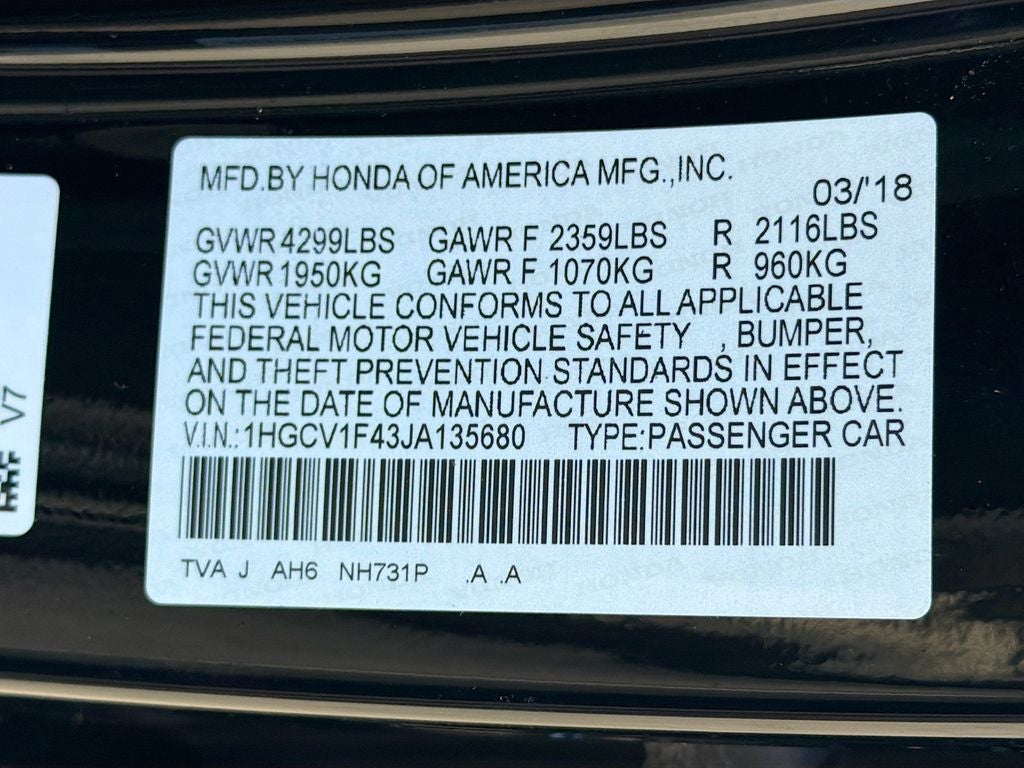 MFD.BY HONDA OF AMERICA MFG.,INC.
03/'18
GVWR 4299LBS GAWR F 2359LBS R 2116LBS
GVWR 1950KG GAWR F 1070KG R 960KG
THIS VEHICLE CONFORMS TO ALL APPLICABLE
FEDERAL MOTOR VEHICLE SAFETY , BUMPER,
AND THEFT PREVENTION STANDARDS IN EFFECT
ON THE DATE OF MANUFACTURE SHOWN ABOVE.
V.I.N.:1HGCV1F43JA135680 TYPE:PASSENGER CAR
TVA J AH6 NH731P .A .A
V7